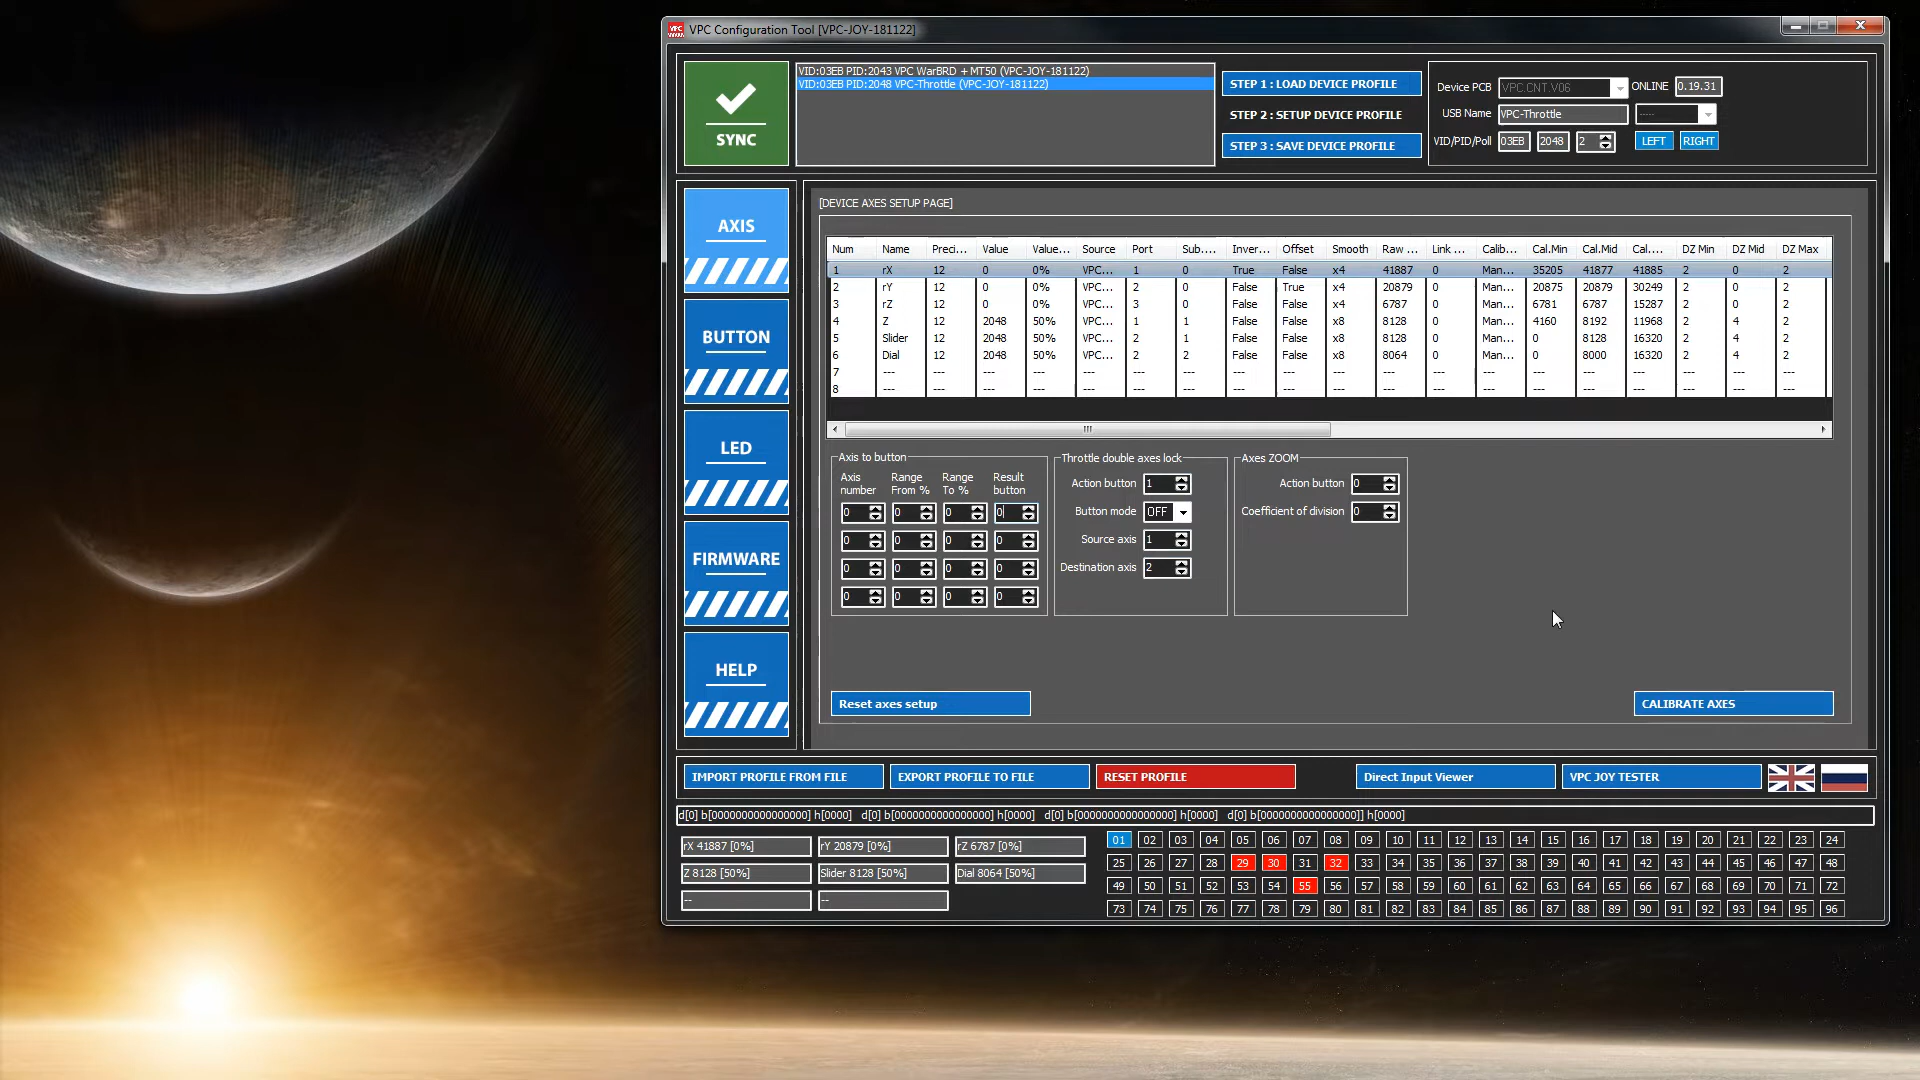 VPC Configuration Tool [VPC-JOY-181122]
SYNC
VID:03EB PID:2043 VPC WarBRD + MT50 (VPC-JOY-181122)
VID:03EB PID:2048 VPC-Throttle (VPC-JOY-181122)
STEP 1 : LOAD DEVICE PROFILE
STEP 2 : SETUP DEVICE PROFILE
STEP 3 : SAVE DEVICE PROFILE
Device PCB VPC.CNT.V06 ONLINE 0.19.31
USB Name VPC-Throttle -----
VID/PID/Poll 03EB 2048 2 LEFT RIGHT
AXIS
BUTTON
LED
FIRMWARE
HELP
[DEVICE AXES SETUP PAGE]
Num Name Preci... Value Value... Source Port Sub.... Inver... Offset Smooth Raw ... Link ... Calib... Cal.Min Cal.Mid Cal.... DZ Min DZ Mid DZ Max
1 rX 12 0 0% VPC... 1 0 True False x4 41887 0 Man... 35205 41877 41885 2 0 2
2 rY 12 0 0% VPC... 2 0 False True x4 20879 0 Man... 20875 20879 30249 2 0 2
3 rZ 12 0 0% VPC... 3 0 False False x4 6787 0 Man... 6781 6787 15287 2 0 2
4 Z 12 2048 50% VPC... 1 1 False False x8 8128 0 Man... 4160 8192 11968 2 4 2
5 Slider 12 2048 50% VPC... 2 1 False False x8 8128 0 Man... 0 8128 16320 2 4 2
6 Dial 12 2048 50% VPC... 2 2 False False x8 8064 0 Man... 0 8000 16320 2 4 2
7 --- --- --- --- --- --- --- --- --- --- --- --- --- --- --- --- --- --- ---
8 --- --- --- --- --- --- --- --- --- --- --- --- --- --- --- --- --- --- ---
Axis to button
Axis number Range From % Range To % Result button
0 0 0 0
0 0 0 0
0 0 0 0
0 0 0 0
Throttle double axes lock
Action button 1
Button mode OFF
Source axis 1
Destination axis 2
Axes ZOOM
Action button 0
Coefficient of division 0
Reset axes setup
CALIBRATE AXES
IMPORT PROFILE FROM FILE
EXPORT PROFILE TO FILE
RESET PROFILE
Direct Input Viewer
VPC JOY TESTER
d[0] b[0000000000000000] h[0000] d[0] b[0000000000000000] h[0000] d[0] b[0000000000000000] h[0000] d[0] b[0000000000000000]] h[0000]
rX 41887 [0%] rY 20879 [0%] rZ 6787 [0%]
Z 8128 [50%] Slider 8128 [50%] Dial 8064 [50%]
-- --
01 02 03 04 05 06 07 08 09 10 11 12 13 14 15 16 17 18 19 20 21 22 23 24
25 26 27 28 29 30 31 32 33 34 35 36 37 38 39 40 41 42 43 44 45 46 47 48
49 50 51 52 53 54 55 56 57 58 59 60 61 62 63 64 65 66 67 68 69 70 71 72
73 74 75 76 77 78 79 80 81 82 83 84 85 86 87 88 89 90 91 92 93 94 95 96